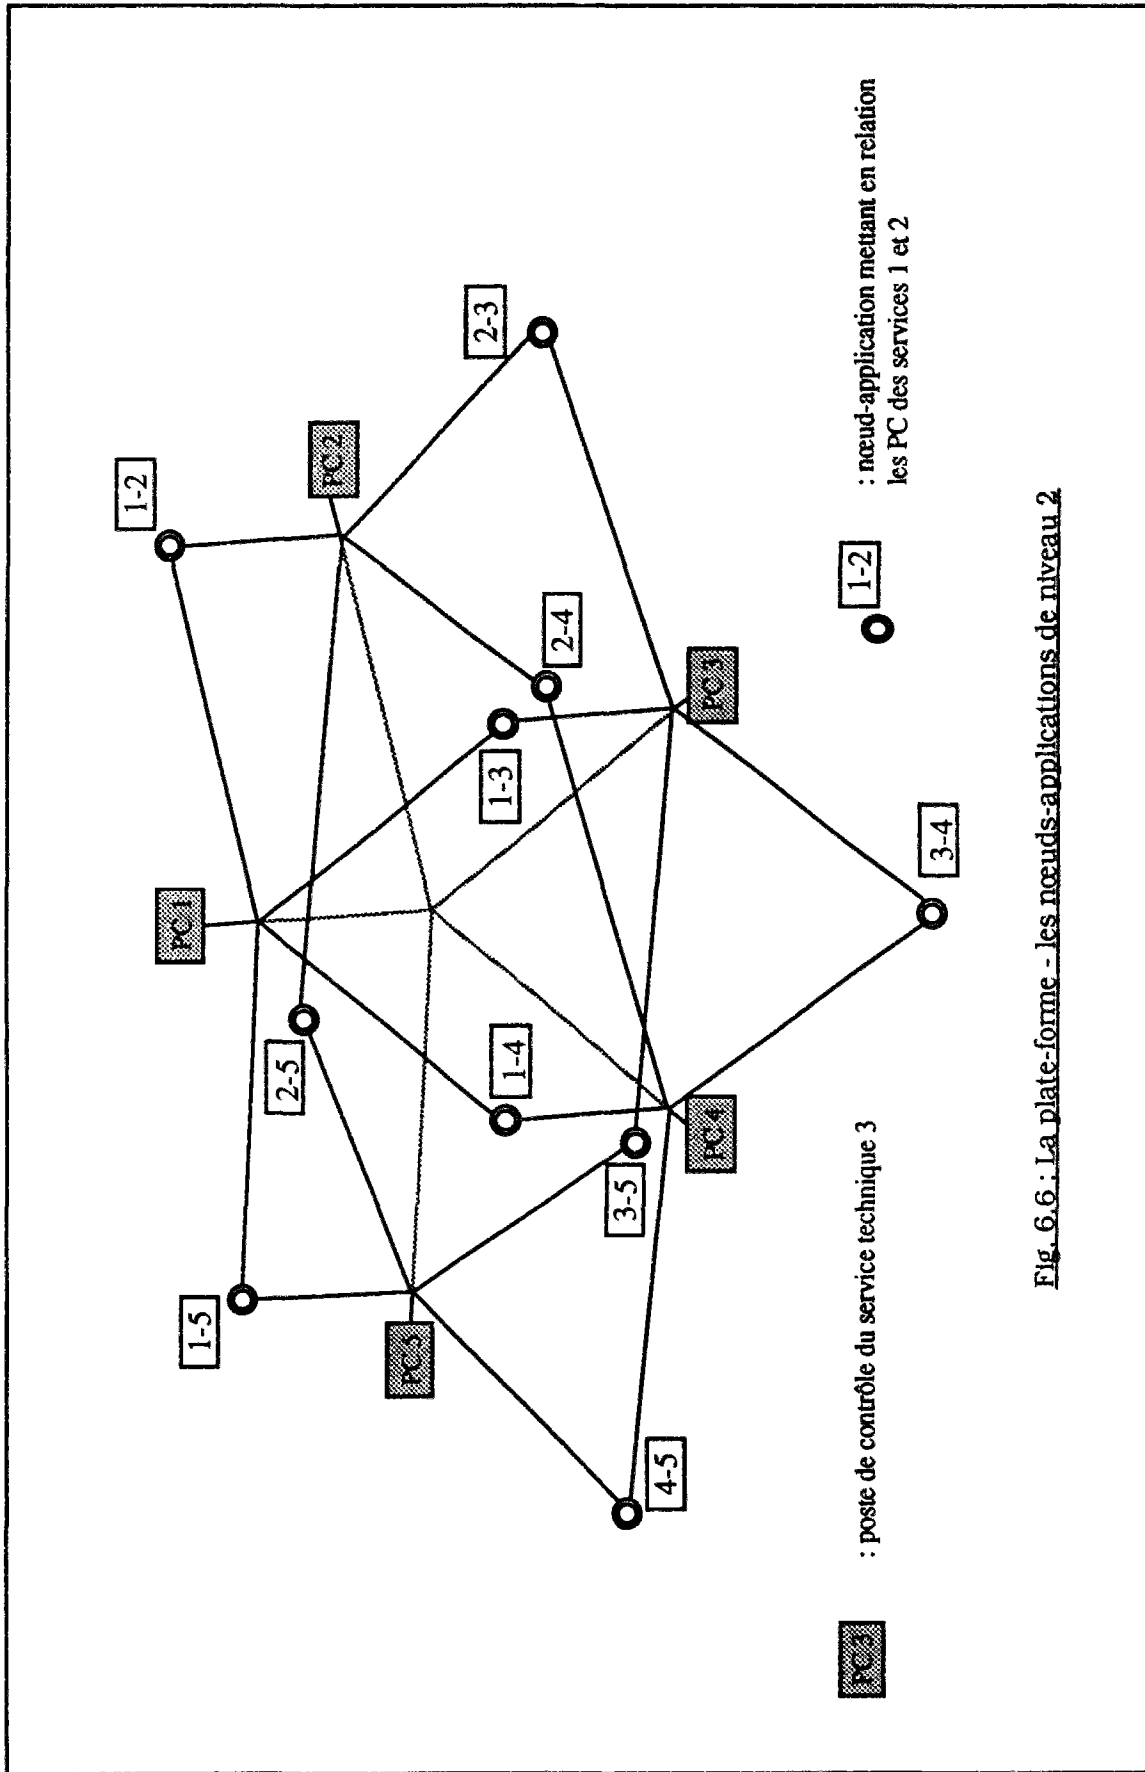 1-2
PC 2
2-3
PC 1
2-5
1-5
2-4
1-3
1-4
PC 5
3-5
PC 3
PC 4
4-5
3-4
PC 3
: poste de contrôle du service technique 3
1-2
: nœud-application mettant en relation
les PC des services 1 et 2
Fig. 6.6 : La plate-forme - les nœuds-applications de niveau 2